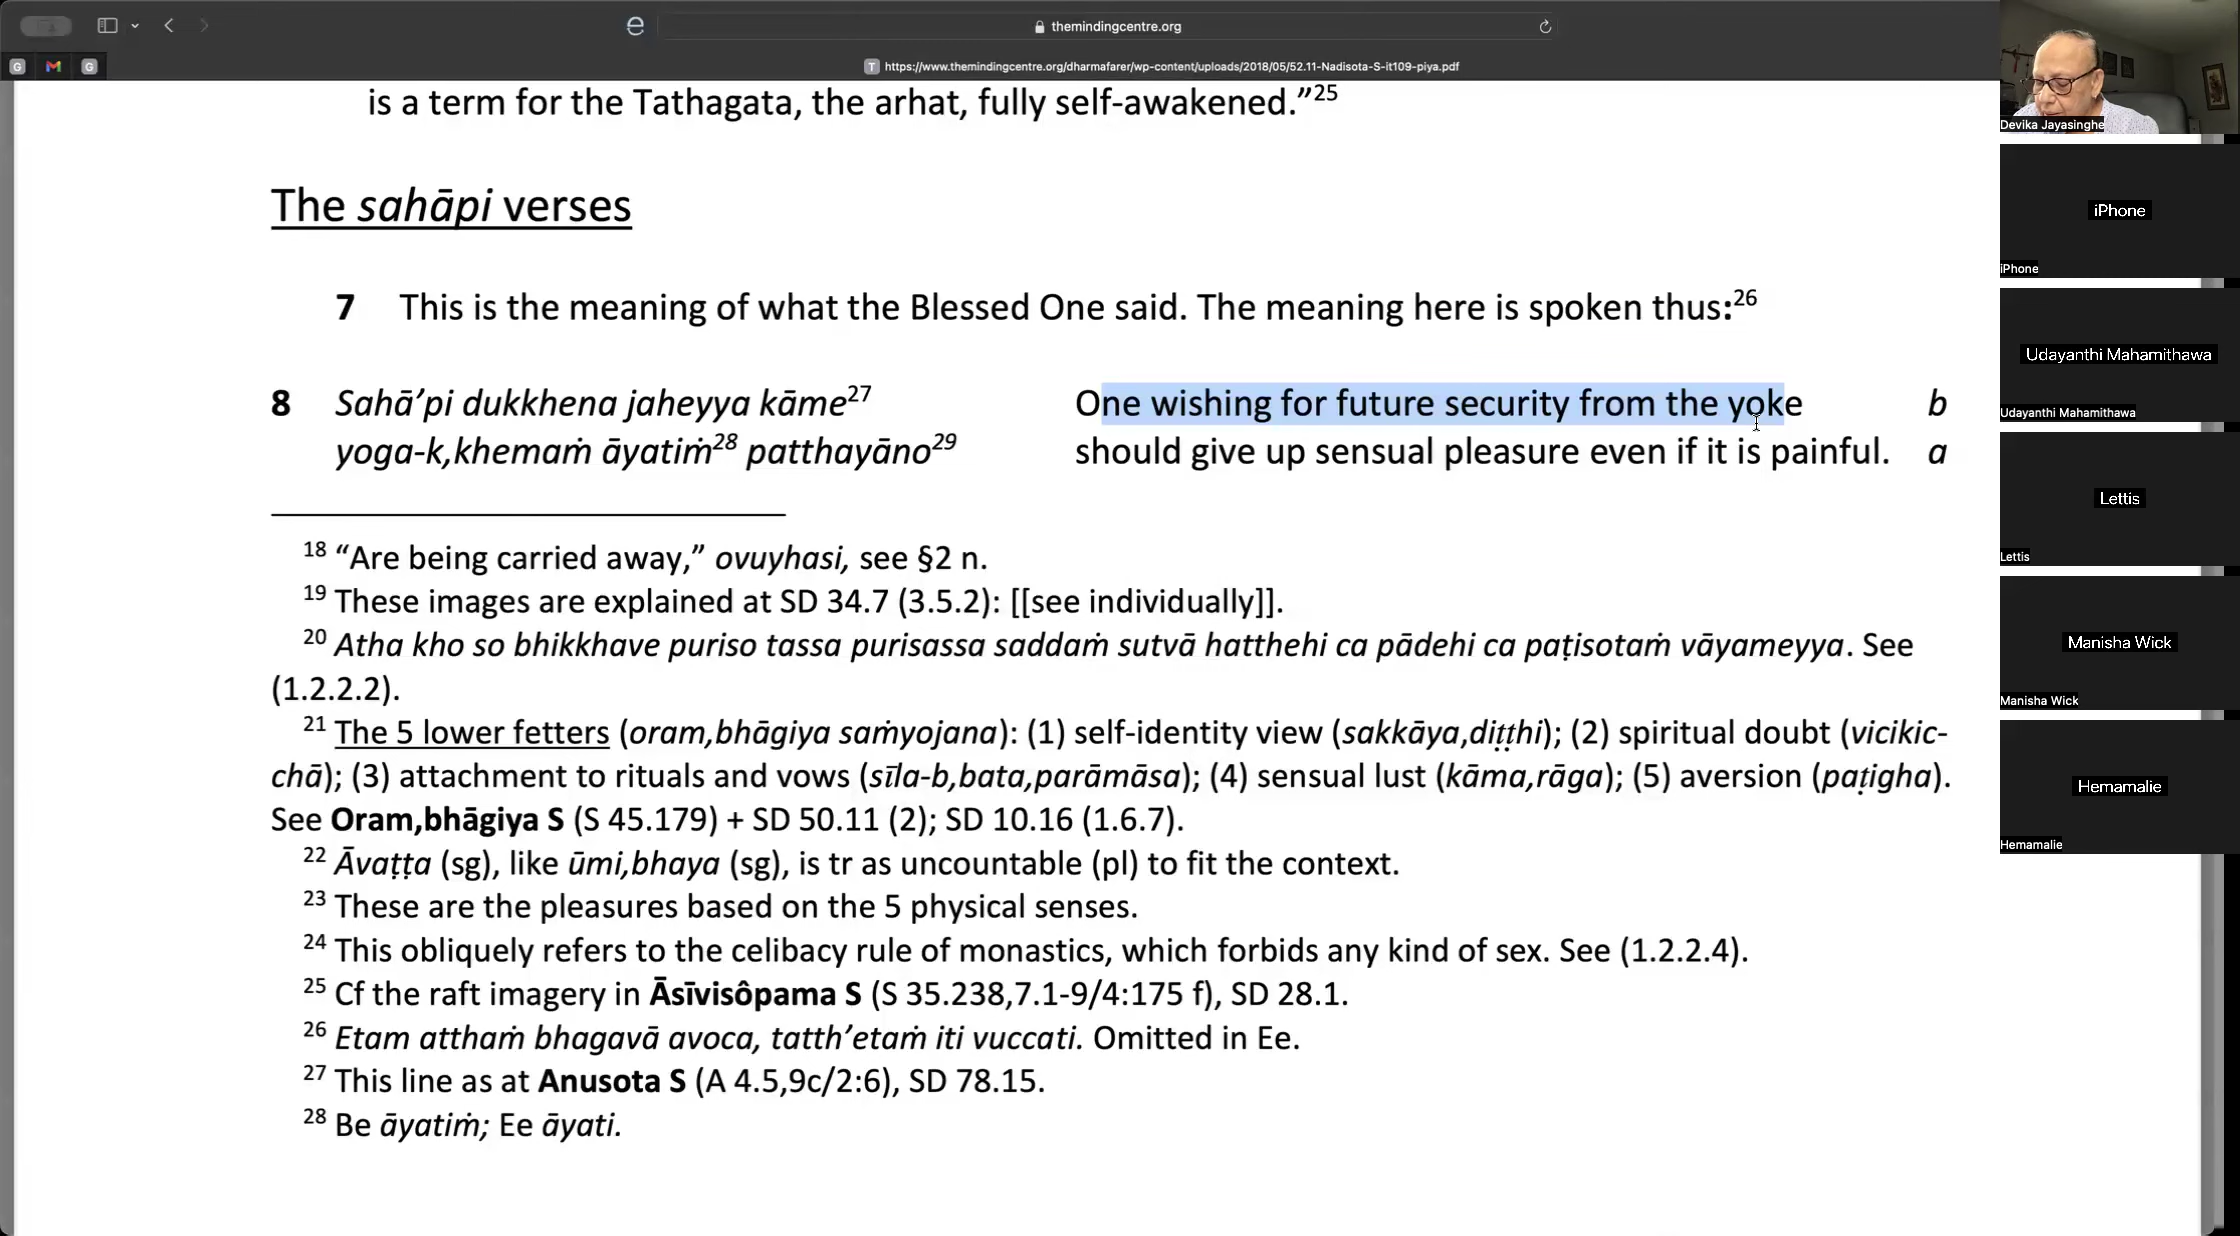 themindingcentre.org
https://www.themindingcentre.org/dharmafarer/wp-content/uploads/2018/05/52.11-Nadisota-S-it109-piya.pdf
is a term for the Tathagata, the arhat, fully self-awakened.”25
The sahāpi verses
7 This is the meaning of what the Blessed One said. The meaning here is spoken thus:26
8 Sahā’pi dukkhena jaheyya kāme27 One wishing for future security from the yoke b
yoga-k,khemaṁ āyatiṁ28 patthayāno29 should give up sensual pleasure even if it is painful. a
18 “Are being carried away,” ovuyhasi, see §2 n.
19 These images are explained at SD 34.7 (3.5.2): [[see individually]].
20 Atha kho so bhikkhave puriso tassa purisassa saddaṁ sutvā hatthehi ca pādehi ca paṭisotaṁ vāyameyya. See
(1.2.2.2).
21 The 5 lower fetters (oram,bhāgiya saṁyojana): (1) self-identity view (sakkāya,diṭṭhi); (2) spiritual doubt (vicikic-
chā); (3) attachment to rituals and vows (sīla-b,bata,parāmāsa); (4) sensual lust (kāma,rāga); (5) aversion (paṭigha).
See Oram,bhāgiya S (S 45.179) + SD 50.11 (2); SD 10.16 (1.6.7).
22 Āvaṭṭa (sg), like ūmi,bhaya (sg), is tr as uncountable (pl) to fit the context.
23 These are the pleasures based on the 5 physical senses.
24 This obliquely refers to the celibacy rule of monastics, which forbids any kind of sex. See (1.2.2.4).
25 Cf the raft imagery in Āsīvisôpama S (S 35.238,7.1-9/4:175 f), SD 28.1.
26 Etam atthaṁ bhagavā avoca, tatth’etaṁ iti vuccati. Omitted in Ee.
27 This line as at Anusota S (A 4.5,9c/2:6), SD 78.15.
28 Be āyatiṁ; Ee āyati.
Devika Jayasinghe
iPhone
iPhone
Udayanthi Mahamithawa
Udayanthi Mahamithawa
Lettis
Lettis
Manisha Wick
Manisha Wick
Hemamalie
Hemamalie